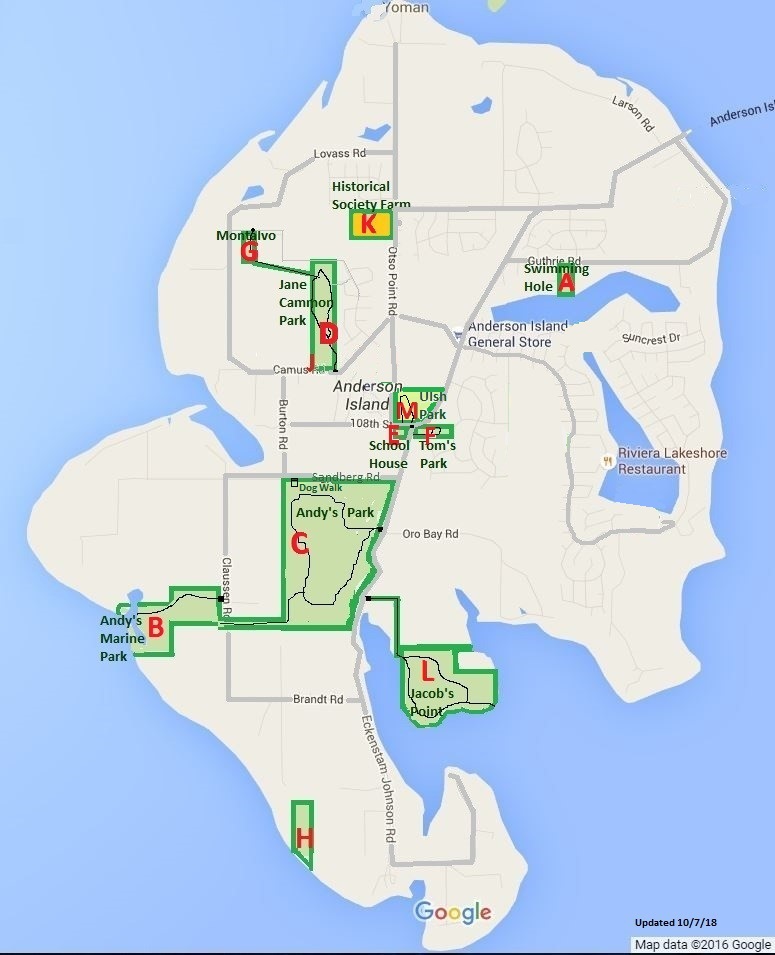 Yoman
Larson Rd
Anderson Isl
Lovass Rd
Historical
Society Farm
K
Montalvo
G
Otso Point Rd
Guthrie Rd
Swimming
Hole
A
Jane
Cammon
Park
D
J
Camus Rd
Anderson Island
General Store
Suncrest Dr
Anderson
Island
Burton Rd
M
Ulsh
Park
108th S
E
F
School
House
Tom's
Park
Riviera Lakeshore
Restaurant
Sandberg Rd
Dog Walk
Andy's Park
C
Oro Bay Rd
Claussen Rd
Andy's
Marine
Park
B
L
Jacob's
Point
Brandt Rd
Eckenstam Johnson Rd
H
Google
Updated 10/7/18
Map data ©2016 Google